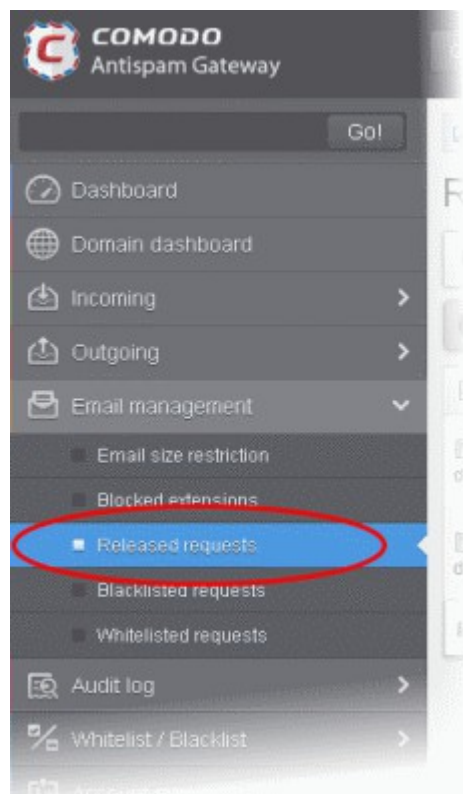 COMODO
Antispam Gateway
Go!
Dashboard
Domain dashboard
Incoming
Outgoing
Email management
Email size restriction
Blocked extensions
Released requests
Blacklisted requests
Whitelisted requests
Audit log
Whitelist / Blacklist